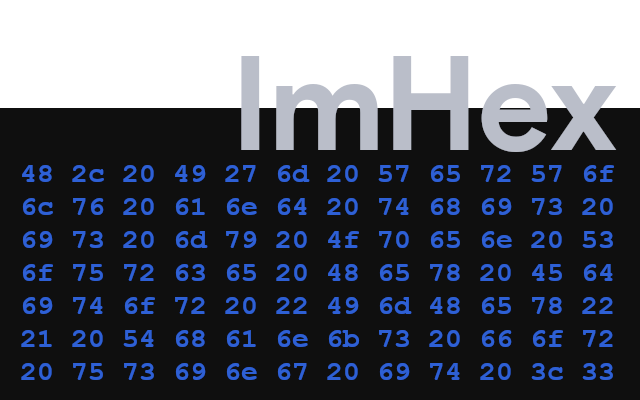 ImHex
48 2c 20 49 27 6d 20 57 65 72 57 6f
6c 76 20 61 6e 64 20 74 68 69 73 20
69 73 20 6d 79 20 4f 70 65 6e 20 53
6f 75 72 63 65 20 48 65 78 20 45 64
69 74 6f 72 20 22 49 6d 48 65 78 22
21 20 54 68 61 6e 6b 73 20 66 6f 72
20 75 73 69 6e 67 20 69 74 20 3c 33